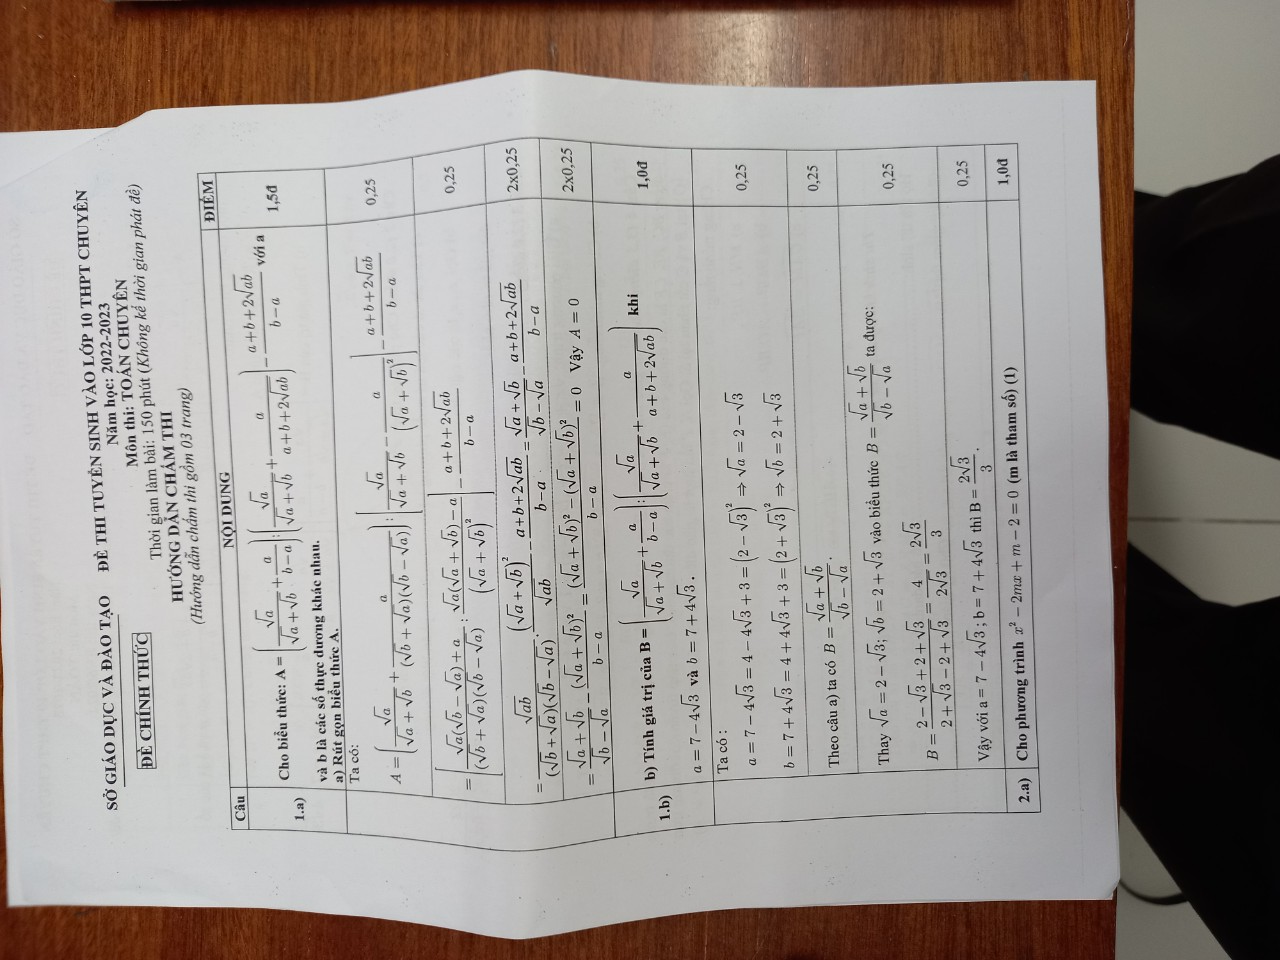 SỞ GIÁO DỤC VÀ ĐÀO TẠO ĐỀ THI TUYỂN SINH VÀO LỚP 10 THPT CHUYÊN
Năm học: 2022-2023
ĐỀ CHÍNH THỨC Môn thi: TOÁN CHUYÊN
Thời gian làm bài: 150 phút (Không kể thời gian phát đề)
HƯỚNG DẪN CHẤM THI
(Hướng dẫn chấm thi gồm 03 trang)
Câu NỘI DUNG ĐIỂM
1.a) Cho biểu thức: A = (√a/(√a+√b) + a/(b−a)) : (√a/(√a+√b) + a/(a+b+2√ab)) − (a+b+2√ab)/(b−a) với a 1,5đ
và b là các số thực dương khác nhau.
a) Rút gọn biểu thức A.
Ta có:
A = (√a/(√a+√b) + a/((√b+√a)(√b−√a))) : [√a/(√a+√b) − a/(√a+√b)²] − (a+b+2√ab)/(b−a) 0,25
= [(√a(√b−√a)+a)/((√b+√a)(√b−√a))] : [(√a(√a+√b)−a)/(√a+√b)²] − (a+b+2√ab)/(b−a) 0,25
= √ab/((√b+√a)(√b−√a)) . (√a+√b)²/√ab − (a+b+2√ab)/(b−a) = (√a+√b)/(√b−√a) − (a+b+2√ab)/(b−a) 2x0,25
= (√a+√b)/(√b−√a) − (√a+√b)²/(b−a) = ((√a+√b)²−(√a+√b)²)/(b−a) = 0 Vậy A = 0 2x0,25
1.b) b) Tính giá trị của B = (√a/(√a+√b) + a/(b−a)) : (√a/(√a+√b) + a/(a+b+2√ab)) khi 1,0đ
a = 7 − 4√3 và b = 7 + 4√3.
Ta có:
a = 7 − 4√3 = 4 − 4√3 + 3 = (2 − √3)² ⇒ √a = 2 − √3 0,25
b = 7 + 4√3 = 4 + 4√3 + 3 = (2 + √3)² ⇒ √b = 2 + √3
Theo câu a) ta có B = (√a+√b)/(√b−√a). 0,25
Thay √a = 2 − √3; √b = 2 + √3 vào biểu thức B = (√a+√b)/(√b−√a) ta được: 0,25
B = (2−√3+2+√3)/(2+√3−2+√3) = 4/(2√3) = 2√3/3
Vậy với a = 7 − 4√3 ; b = 7 + 4√3 thì B = 2√3/3. 0,25
2.a) Cho phương trình x² − 2mx + m − 2 = 0 (m là tham số) (1) 1,0đ